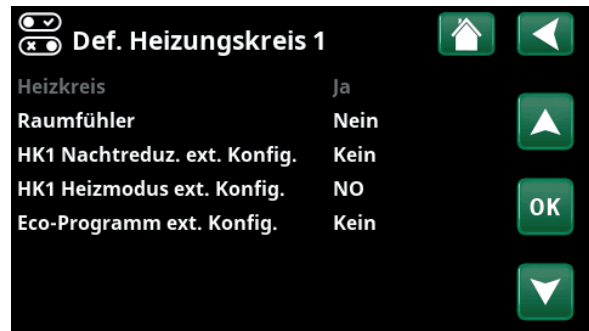 Def. Heizungskreis 1
Heizkreis Ja
Raumfühler Nein
HK1 Nachtreduz. ext. Konfig. Kein
HK1 Heizmodus ext. Konfig. NO
Eco-Programm ext. Konfig. Kein
OK